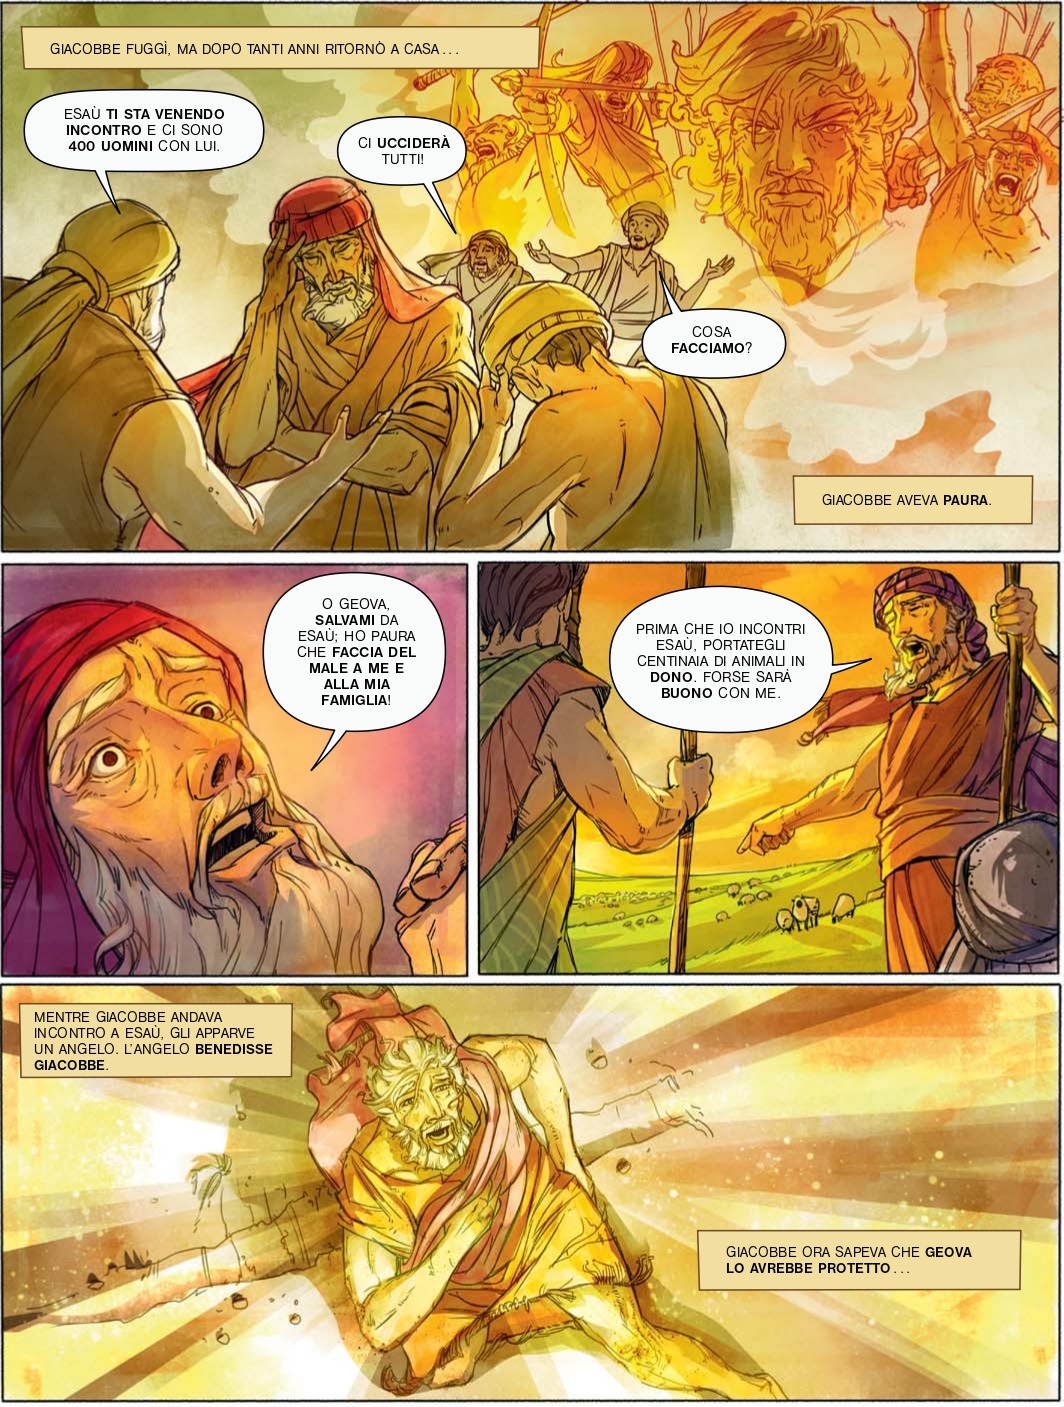 GIACOBBE FUGGÌ, MA DOPO TANTI ANNI RITORNÒ A CASA . . .
ESAÙ TI STA VENENDO
INCONTRO E CI SONO
400 UOMINI CON LUI.
CI UCCIDERÀ
TUTTI!
COSA
FACCIAMO?
GIACOBBE AVEVA PAURA.
O GEOVA,
SALVAMI DA
ESAÙ; HO PAURA
CHE FACCIA DEL
MALE A ME E
ALLA MIA
FAMIGLIA!
PRIMA CHE IO INCONTRI
ESAÙ, PORTATEGLI
CENTINAIA DI ANIMALI IN
DONO. FORSE SARÀ
BUONO CON ME.
MENTRE GIACOBBE ANDAVA
INCONTRO A ESAÙ, GLI APPARVE
UN ANGELO. L'ANGELO BENEDISSE
GIACOBBE.
GIACOBBE ORA SAPEVA CHE GEOVA
LO AVREBBE PROTETTO . . .